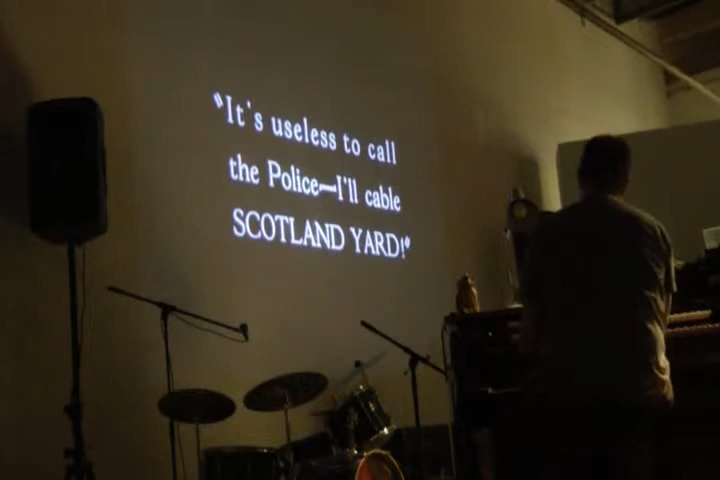 "It's useless to call
the Police—I'll cable
SCOTLAND YARD!"